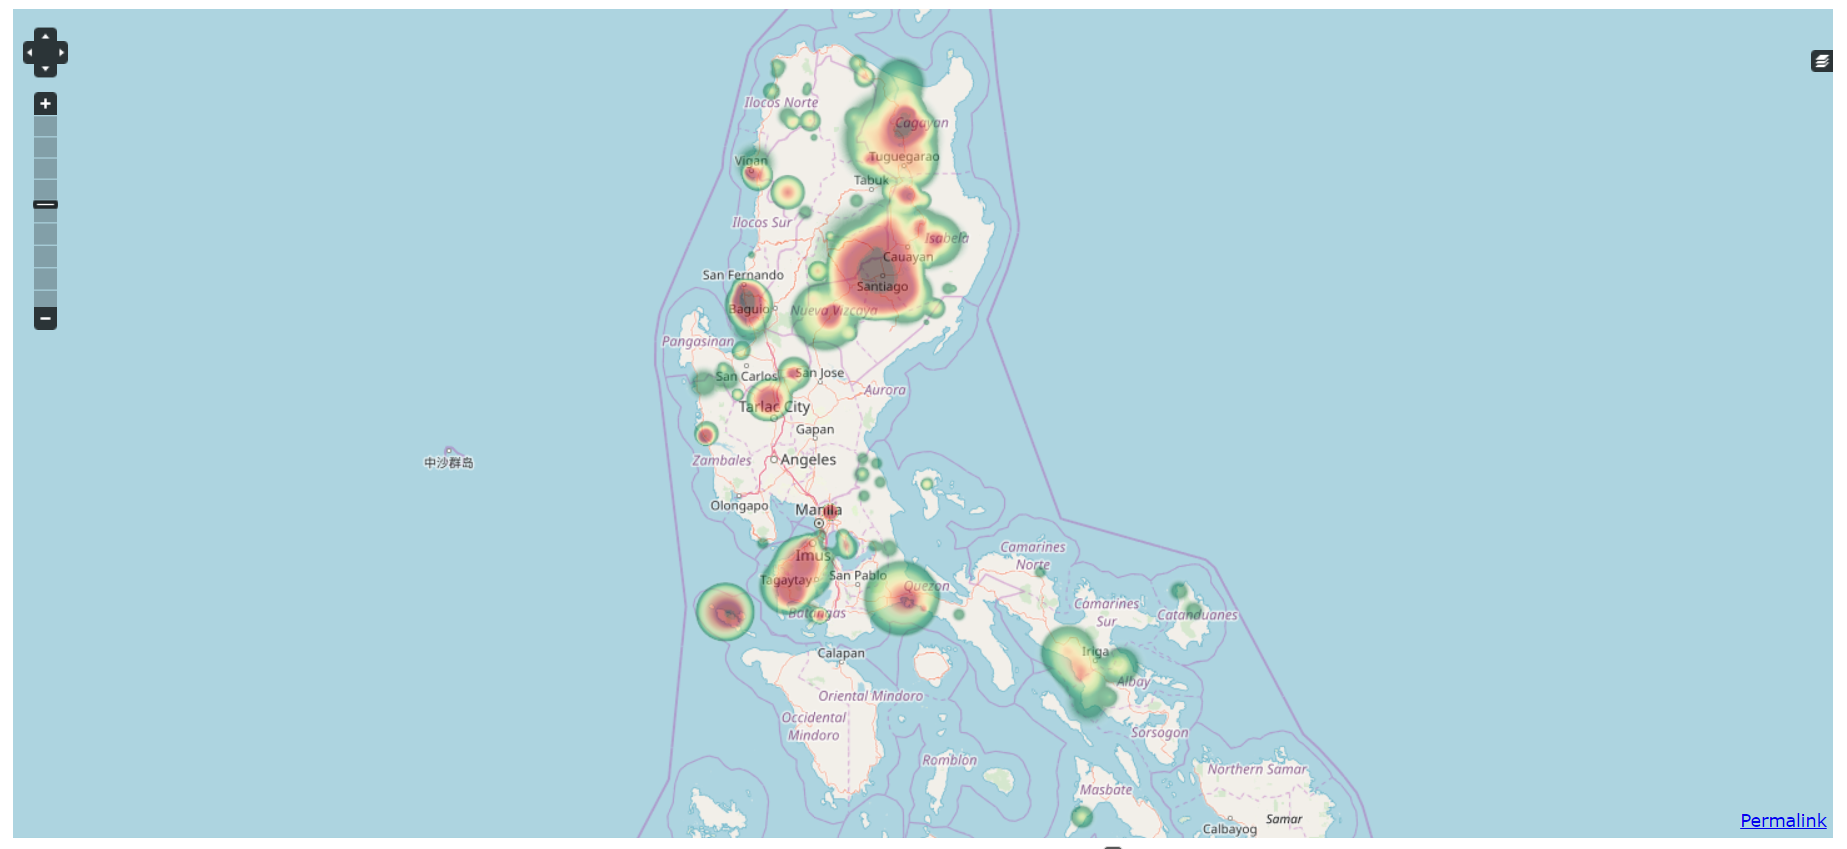 Ilocos Norte
Cagayan
Vigan
Tuguegarao
Tabuk
Ilocos Sur
Isabela
Cauayan
San Fernando
Santiago
Baguio
Nueva Vizcaya
Pangasinan
San Carlos
San Jose
Aurora
Tarlac City
Gapan
Zambales
Angeles
中沙群岛
Olongapo
Manila
Imus
Camarines
Norte
Tagaytay
San Pablo
Quezon
Batangas
Camarines
Sur
Catanduanes
Calapan
Iriga
Albay
Oriental Mindoro
Occidental
Mindoro
Sorsogon
Romblon
Northern Samar
Masbate
Samar
Calbayog
Permalink